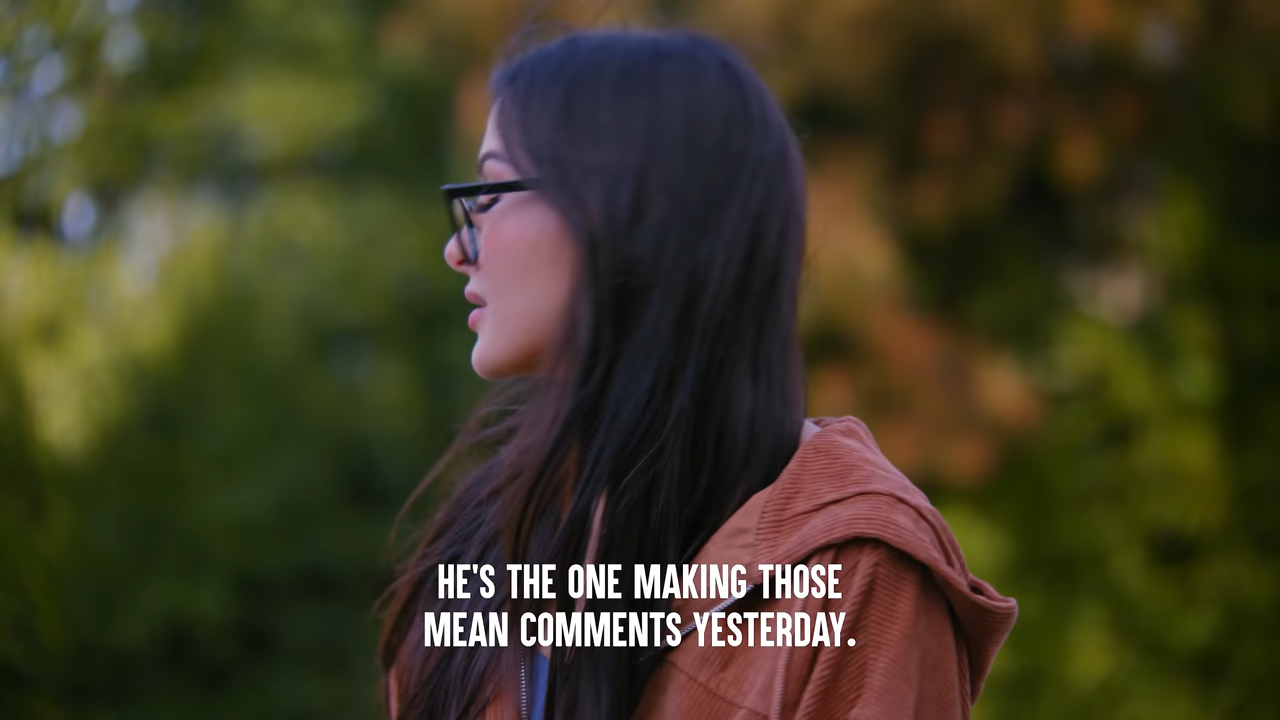 HE'S THE ONE MAKING THOSE
MEAN COMMENTS YESTERDAY.